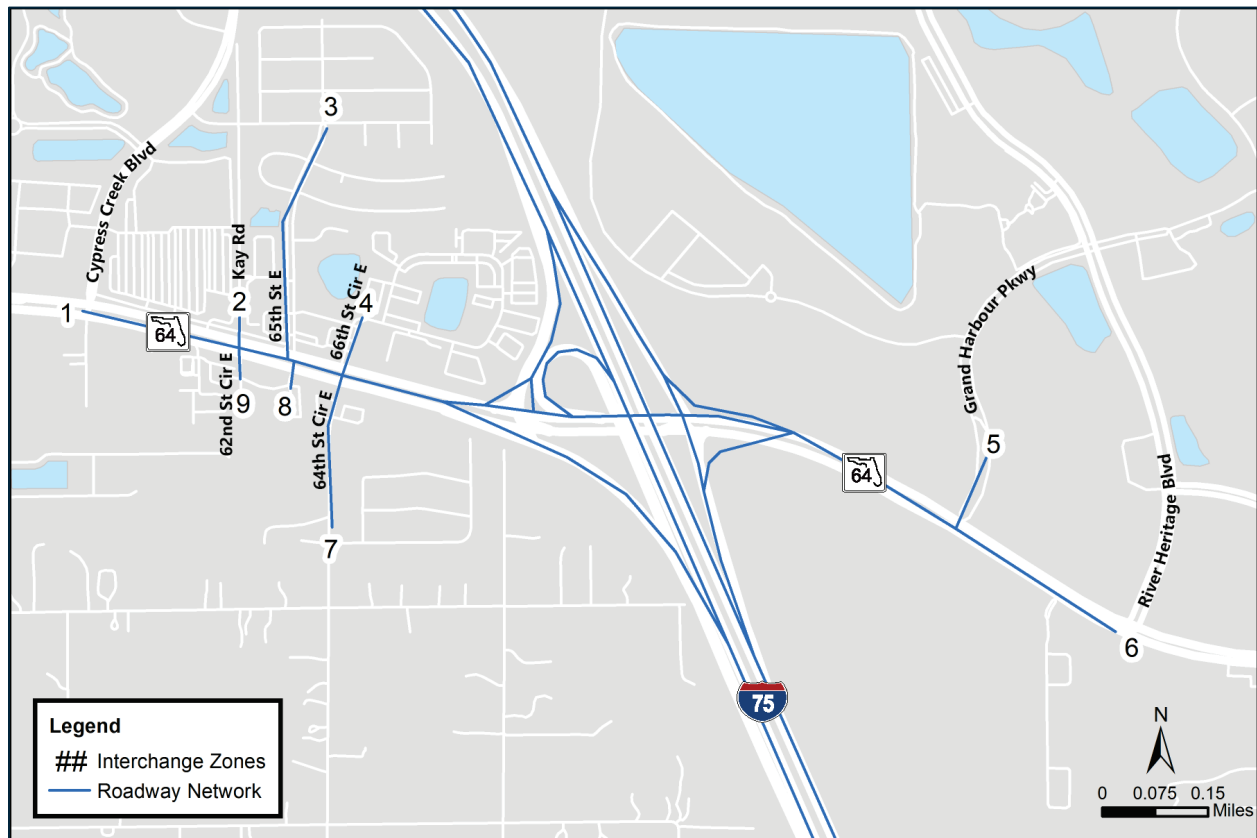 3
Cypress Creek Blvd
Kay Rd
2
65th St E
66th St Cir E
4
1
64
62nd St Cir E
9
8
64th St Cir E
7
Grand Harbour Pkwy
5
64
River Heritage Blvd
6
75
Legend
## Interchange Zones
Roadway Network
N
0 0.075 0.15
Miles